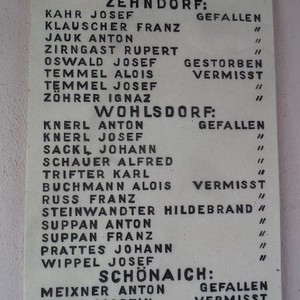 ZEHNDORF:
KAHR JOSEF GEFALLEN
KLAUSCHER FRANZ "
JAUK ANTON "
ZIRNGAST RUPERT "
OSWALD JOSEF GESTORBEN
TEMMEL ALOIS VERMISST
TEMMEL JOSEF "
ZÖHRER IGNAZ "
WOHLSDORF:
KNERL ANTON GEFALLEN
KNERL JOSEF "
SACKL JOHANN "
SCHAUER ALFRED "
TRIFTER KARL "
BUCHMANN ALOIS VERMISST
RUSS FRANZ "
STEINWANDTER HILDEBRAND "
SUPPAN ANTON "
SUPPAN FRANZ "
PRATTES JOHANN "
WIPPEL JOSEF "
SCHÖNAICH:
MEIXNER ANTON GEFALLEN
VERMISST